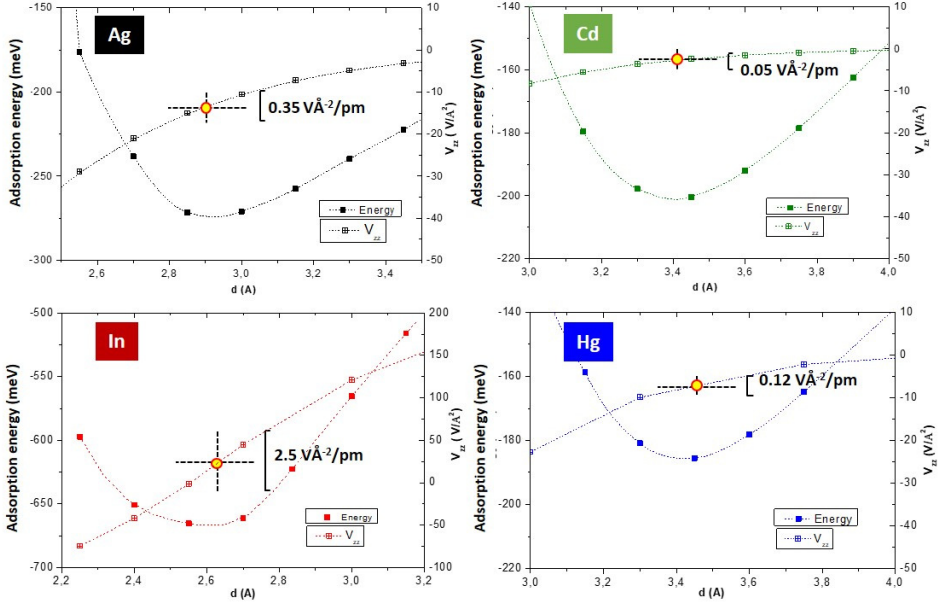 Ag
Adsorption energy (meV)
-150
-200
-250
-300
10
0
-10
-20
-30
-40
-50
V_zz (V/Å²)
0.35 VÅ⁻²/pm
Energy
V_zz
2,6
2,8
3,0
3,2
3,4
d (A)
Cd
Adsorption energy (meV)
-140
-160
-180
-200
-220
10
0
-10
-20
-30
-40
-50
V_zz (V/Å²)
0.05 VÅ⁻²/pm
Energy
V_zz
3,0
3,2
3,4
3,6
3,8
4,0
d (A)
In
Adsorption energy (meV)
-500
-550
-600
-650
-700
200
150
100
50
0
-50
-100
V_zz (V/Å²)
2.5 VÅ⁻²/pm
Energy
V_zz
2,2
2,4
2,6
2,8
3,0
3,2
d (A)
Hg
Adsorption energy (meV)
-140
-160
-180
-200
-220
10
0
-10
-20
-30
-40
-50
V_zz (V/Å²)
0.12 VÅ⁻²/pm
Energy
V_zz
3,0
3,2
3,4
3,6
3,8
4,0
d (A)